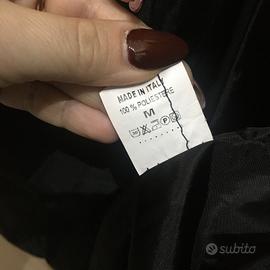 MADE IN ITALY
100% POLIESTERE
M
subito